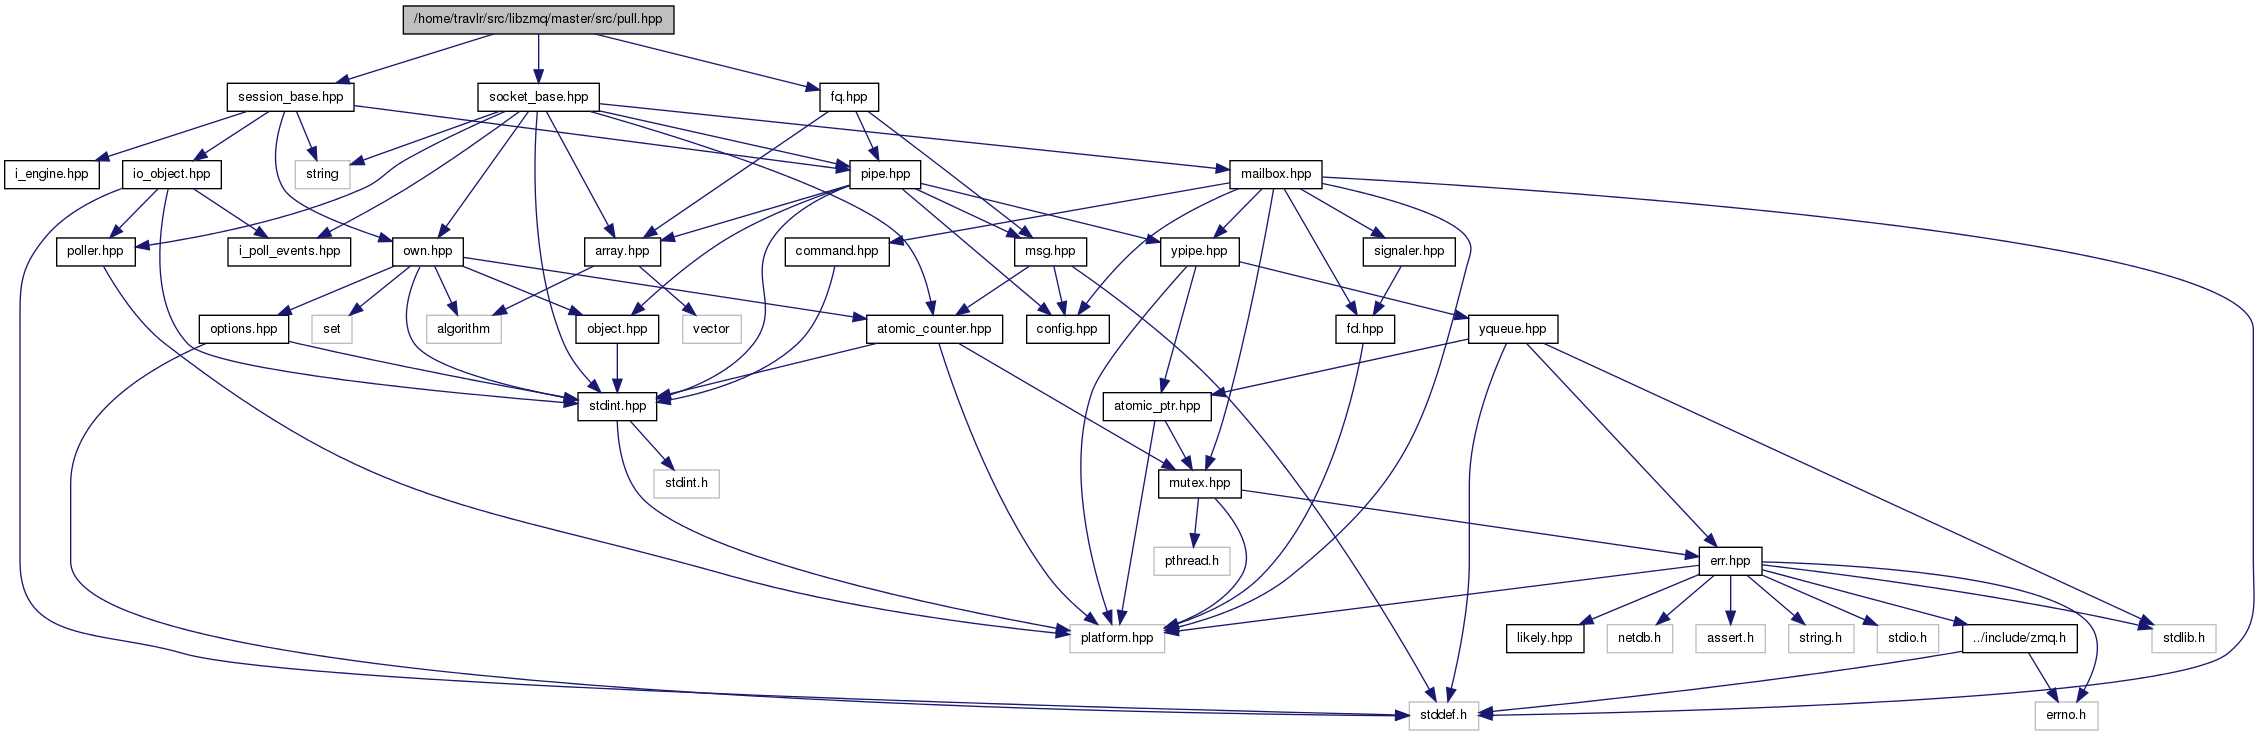 /home/travlr/src/libzmq/master/src/pull.hpp
session_base.hpp
socket_base.hpp
fq.hpp
i_engine.hpp
io_object.hpp
string
pipe.hpp
mailbox.hpp
poller.hpp
i_poll_events.hpp
own.hpp
array.hpp
command.hpp
msg.hpp
ypipe.hpp
signaler.hpp
options.hpp
set
algorithm
object.hpp
vector
atomic_counter.hpp
config.hpp
fd.hpp
yqueue.hpp
stdint.hpp
atomic_ptr.hpp
stdint.h
mutex.hpp
pthread.h
err.hpp
platform.hpp
likely.hpp
netdb.h
assert.h
string.h
stdio.h
../include/zmq.h
stdlib.h
stddef.h
errno.h